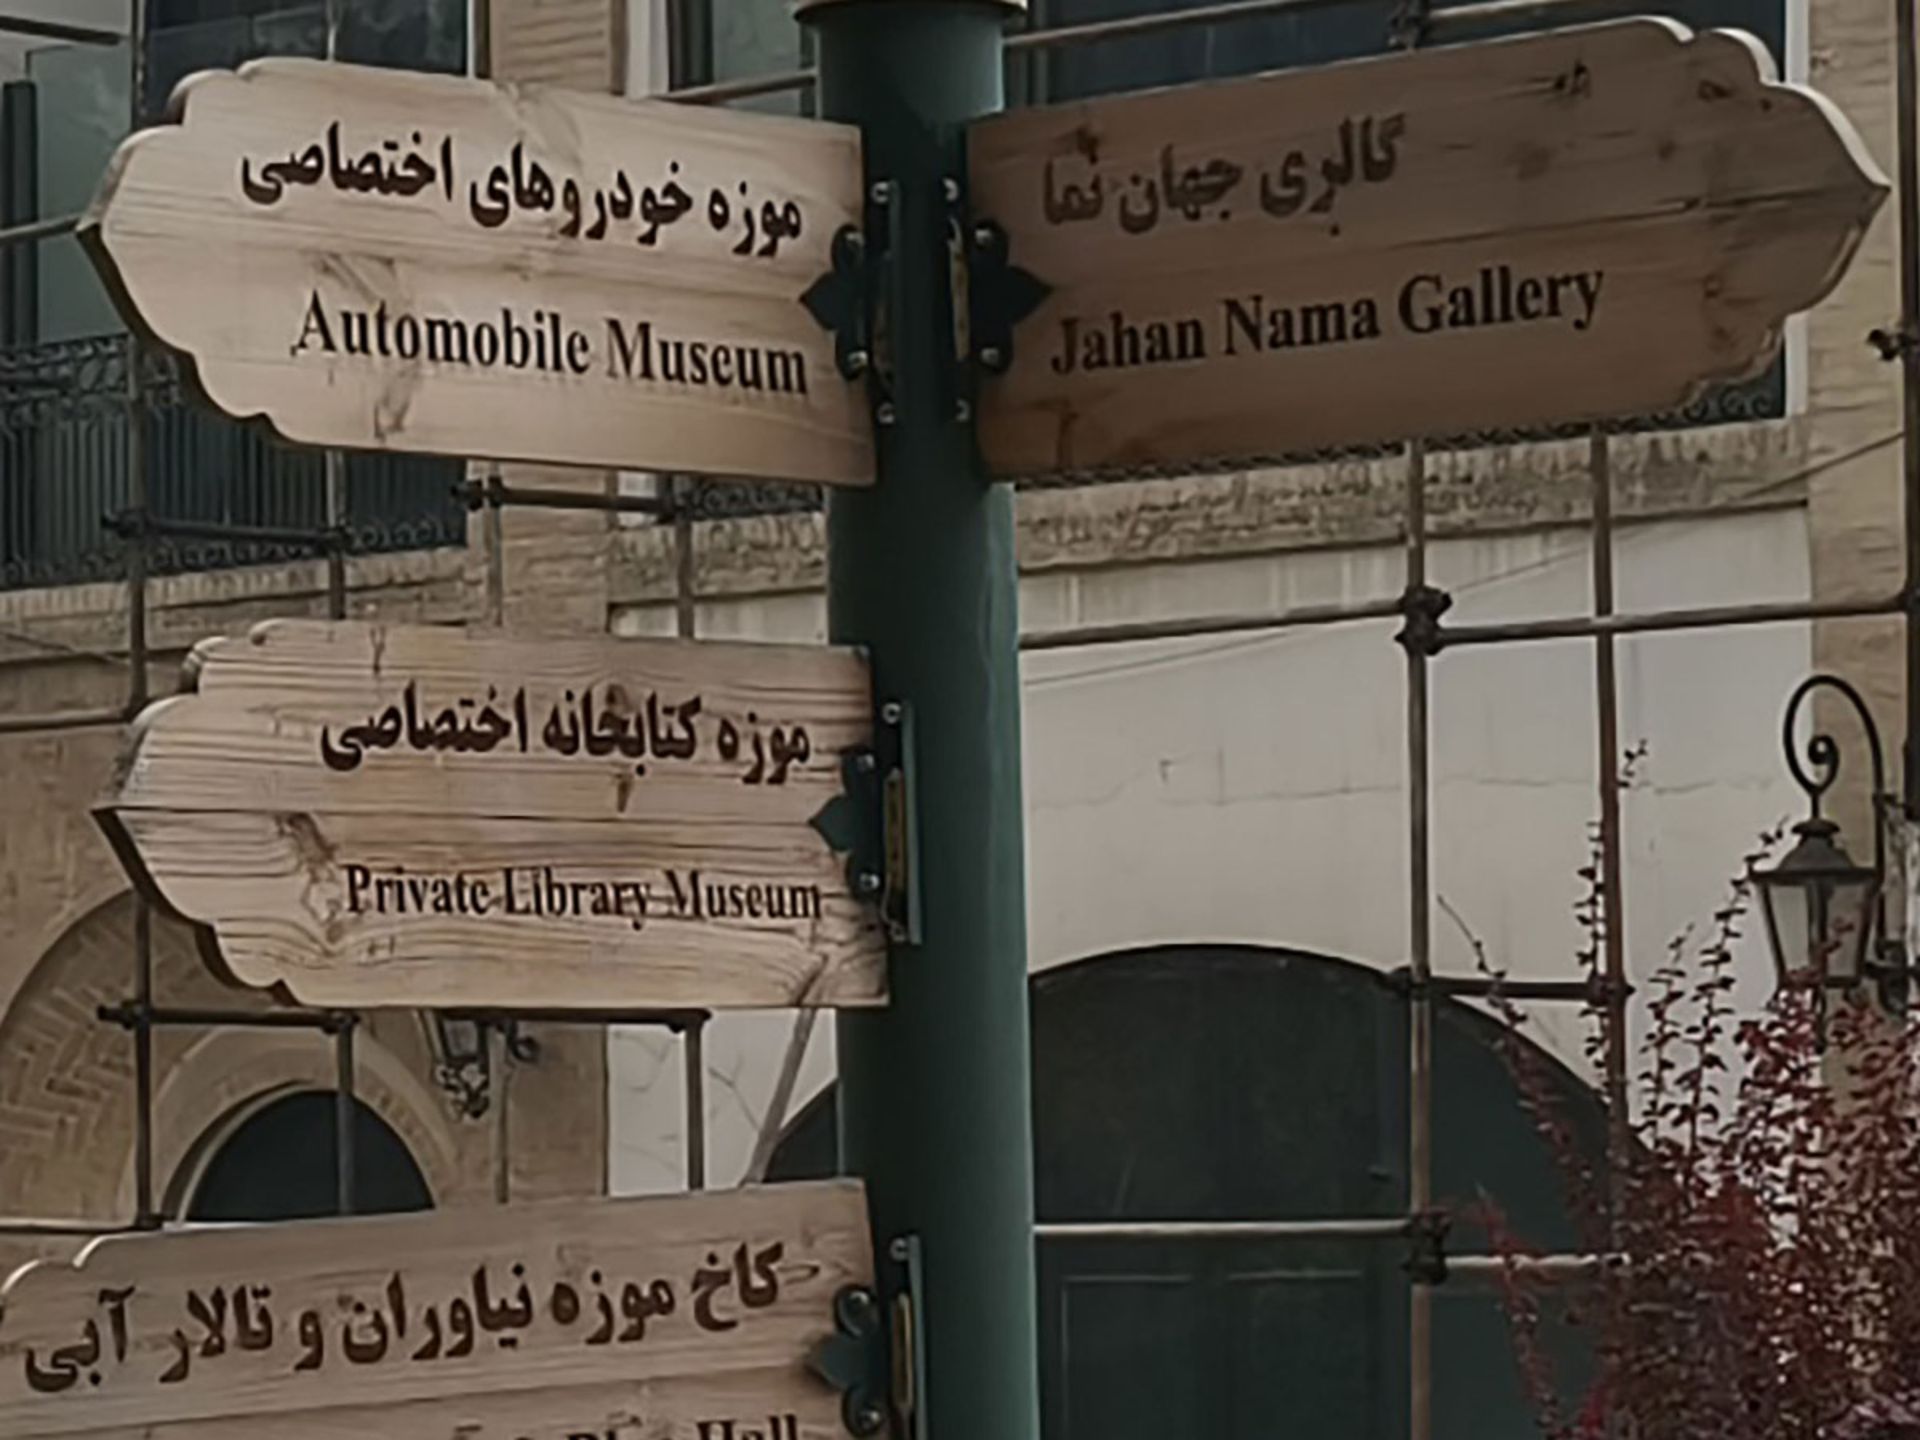 موزه خودروهای اختصاصی
Automobile Museum
گالری جهان نما
Jahan Nama Gallery
موزه کتابخانه اختصاصی
Private Library Museum
کاخ موزه نیاوران و تالار آبی
Hall